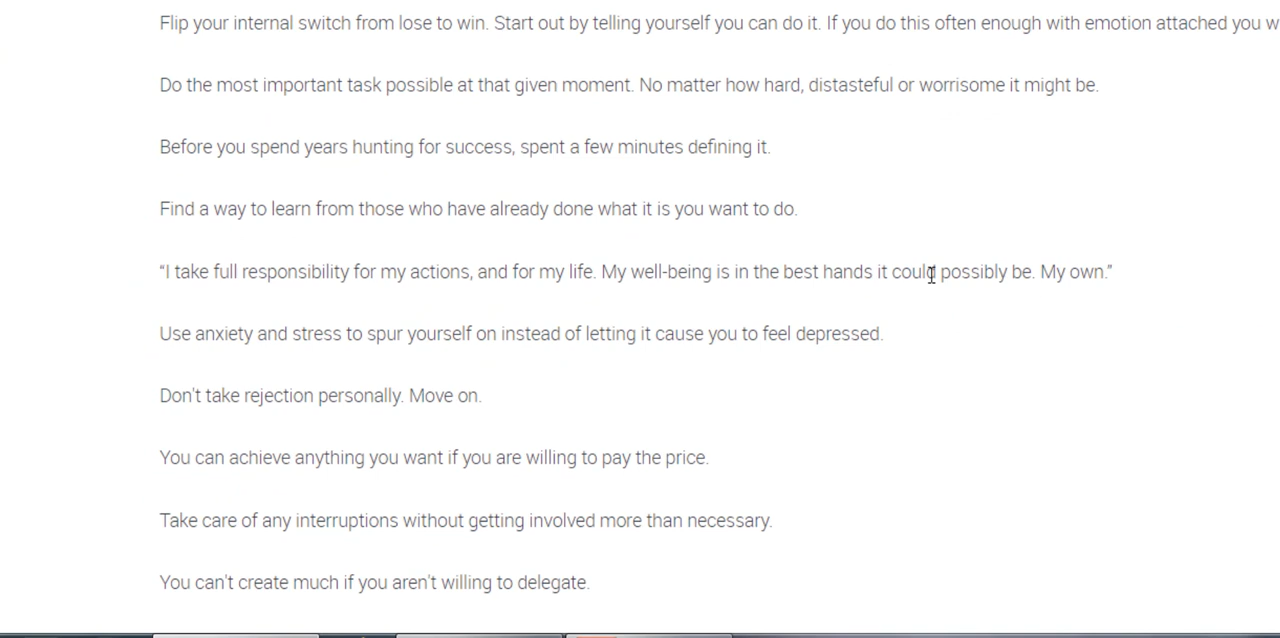 Flip your internal switch from lose to win. Start out by telling yourself you can do it. If you do this often enough with emotion attached you
Do the most important task possible at that given moment. No matter how hard, distasteful or worrisome it might be.
Before you spend years hunting for success, spent a few minutes defining it.
Find a way to learn from those who have already done what it is you want to do.
“I take full responsibility for my actions, and for my life. My well-being is in the best hands it could possibly be. My own.”
Use anxiety and stress to spur yourself on instead of letting it cause you to feel depressed.
Don't take rejection personally. Move on.
You can achieve anything you want if you are willing to pay the price.
Take care of any interruptions without getting involved more than necessary.
You can't create much if you aren't willing to delegate.